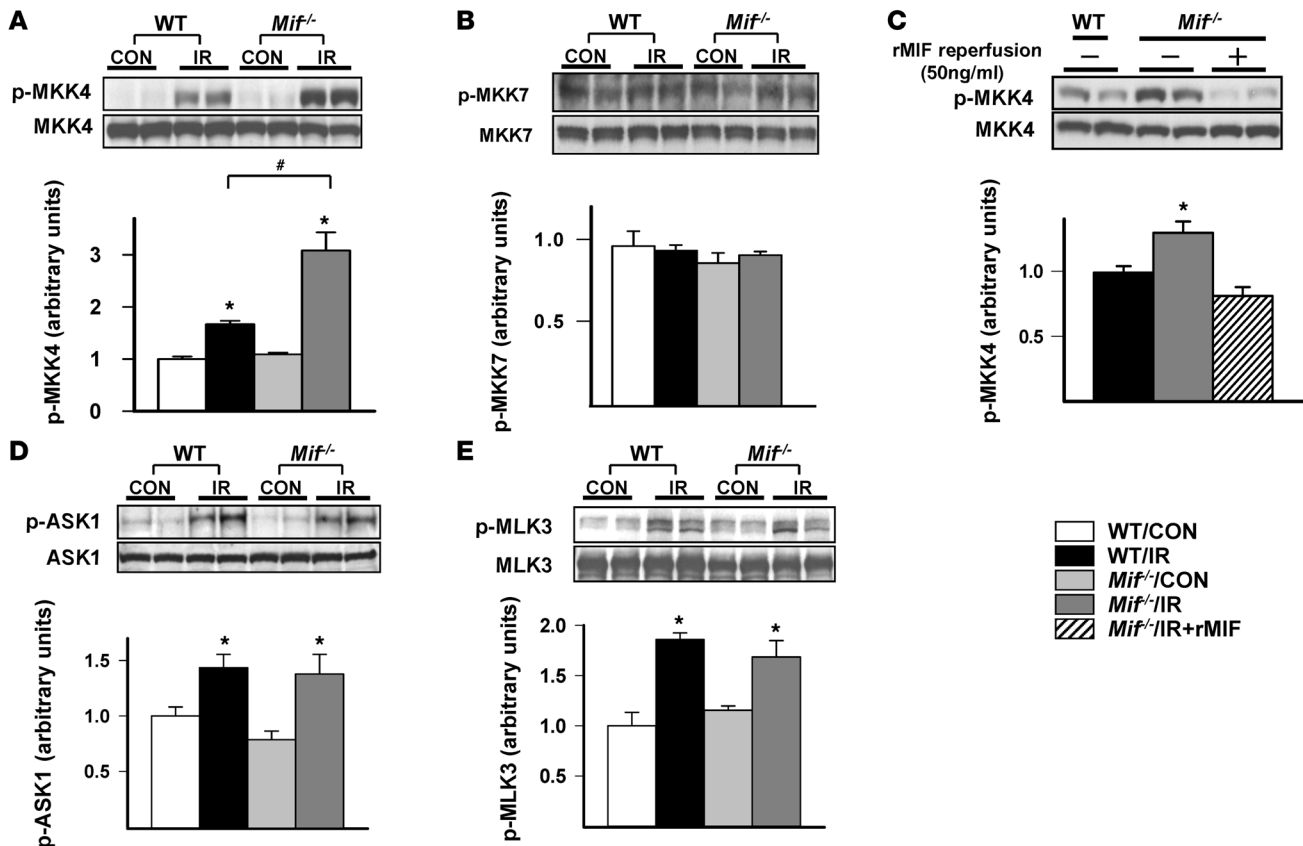 A
WT Mif-/-
CON IR CON IR
p-MKK4
MKK4
#
p-MKK4 (arbitrary units)
3
2
1
0
* *
B
WT Mif-/-
CON IR CON IR
p-MKK7
MKK7
p-MKK7 (arbitrary units)
1.0
0.5
C
WT Mif-/-
rMIF reperfusion
(50ng/ml)
− − +
p-MKK4
MKK4
p-MKK4 (arbitrary units)
1.0
0.5
*
D
WT Mif-/-
CON IR CON IR
p-ASK1
ASK1
p-ASK1 (arbitrary units)
1.5
1.0
0.5
* *
E
WT Mif-/-
CON IR CON IR
p-MLK3
MLK3
p-MLK3 (arbitrary units)
2.0
1.5
1.0
0.5
* *
WT/CON
WT/IR
Mif-/-/CON
Mif-/-/IR
Mif-/-/IR+rMIF